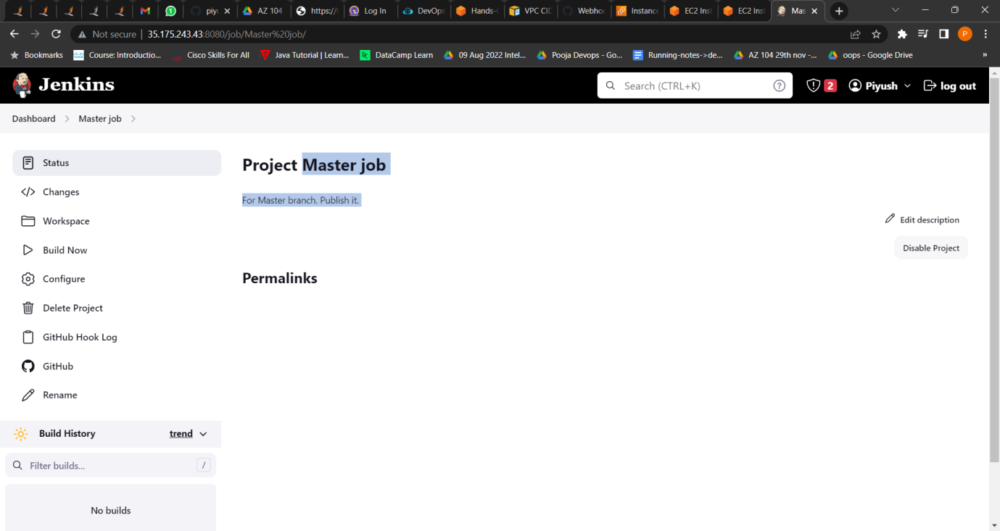 piyu
AZ 104
https://
Log In
DevOps
Hands-
VPC CID
Webhoo
Instance
EC2 Inst
EC2 Inst
Mas
Not secure | 35.175.243.43:8080/job/Master%20job/
P
Bookmarks
Course: Introductio...
Cisco Skills For All
Java Tutorial | Learn...
DataCamp Learn
09 Aug 2022 Intel...
Pooja Devops - Go...
Running-notes->de...
AZ 104 29th nov -...
oops - Google Drive
»
Jenkins
Search (CTRL+K)
2
Piyush
log out
Dashboard
Master job
Status
Changes
Workspace
Build Now
Configure
Delete Project
GitHub Hook Log
GitHub
Rename
Build History
trend
Filter builds...
/
No builds
Project Master job
For Master branch. Publish it.
Edit description
Disable Project
Permalinks